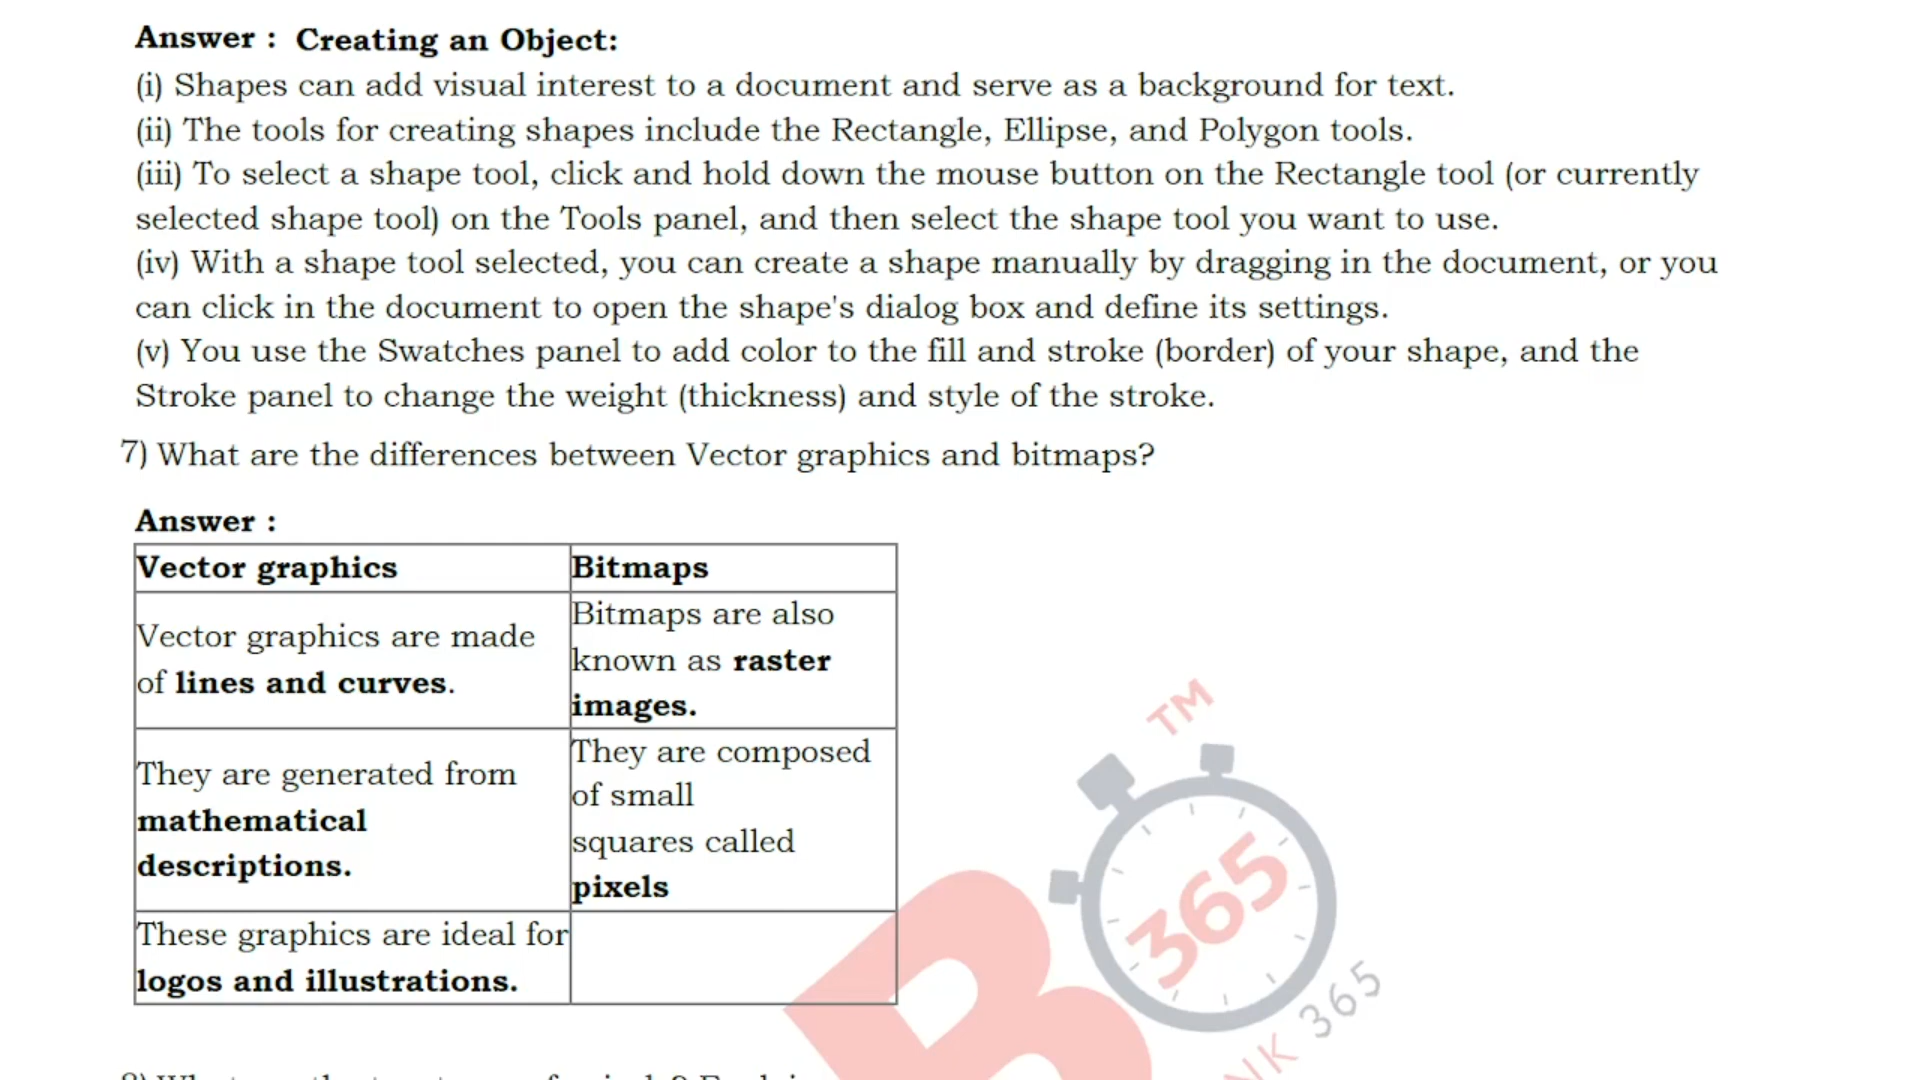 Answer : Creating an Object:
(i) Shapes can add visual interest to a document and serve as a background for text.
(ii) The tools for creating shapes include the Rectangle, Ellipse, and Polygon tools.
(iii) To select a shape tool, click and hold down the mouse button on the Rectangle tool (or currently
selected shape tool) on the Tools panel, and then select the shape tool you want to use.
(iv) With a shape tool selected, you can create a shape manually by dragging in the document, or you
can click in the document to open the shape's dialog box and define its settings.
(v) You use the Swatches panel to add color to the fill and stroke (border) of your shape, and the
Stroke panel to change the weight (thickness) and style of the stroke.
7) What are the differences between Vector graphics and bitmaps?
Answer :
Vector graphics
Bitmaps
Vector graphics are made
of lines and curves.
Bitmaps are also
known as raster
images.
They are generated from
mathematical
descriptions.
They are composed
of small
squares called
pixels
These graphics are ideal for
logos and illustrations.
TM
365
NK 365